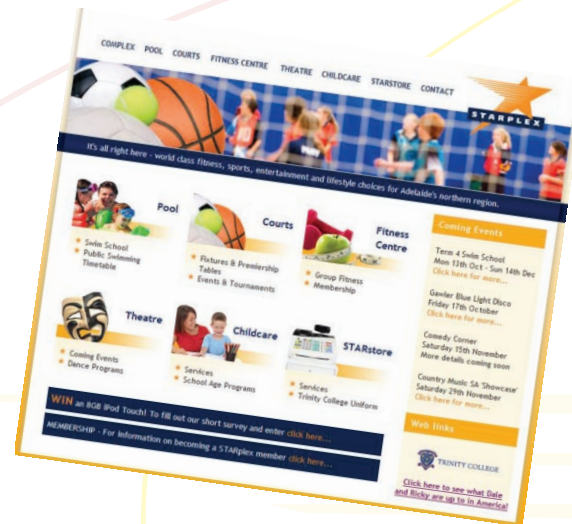 COMPLEX POOL COURTS FITNESS CENTRE THEATRE CHILDCARE STARSTORE CONTACT
STARPLEX
It's all right here - world class fitness, sports, entertainment and lifestyle choices for Adelaide's northern region.
Pool
Swim School
Public Swimming
Timetable
Courts
Fixtures & Premiership
Tables
Events & Tournaments
Fitness
Centre
Group Fitness
Membership
Theatre
Coming Events
Dance Programs
Childcare
Services
School Age Programs
STARstore
Services
Trinity College Uniform
WIN an 8GB iPod Touch! To fill out our short survey and enter click here...
MEMBERSHIP - For information on becoming a STARplex member click here...
Coming Events
Term 4 Swim School
Mon 13th Oct - Sun 14th Dec
Click here for more...
Gawler Blue Light Disco
Friday 17th October
Click here for more...
Comedy Corner
Saturday 15th November
More details coming soon
Country Music SA 'Showcase'
Saturday 29th November
Click here for more...
Web links
TRINITY COLLEGE
Click here to see what Dale
and Ricky are up to in America!